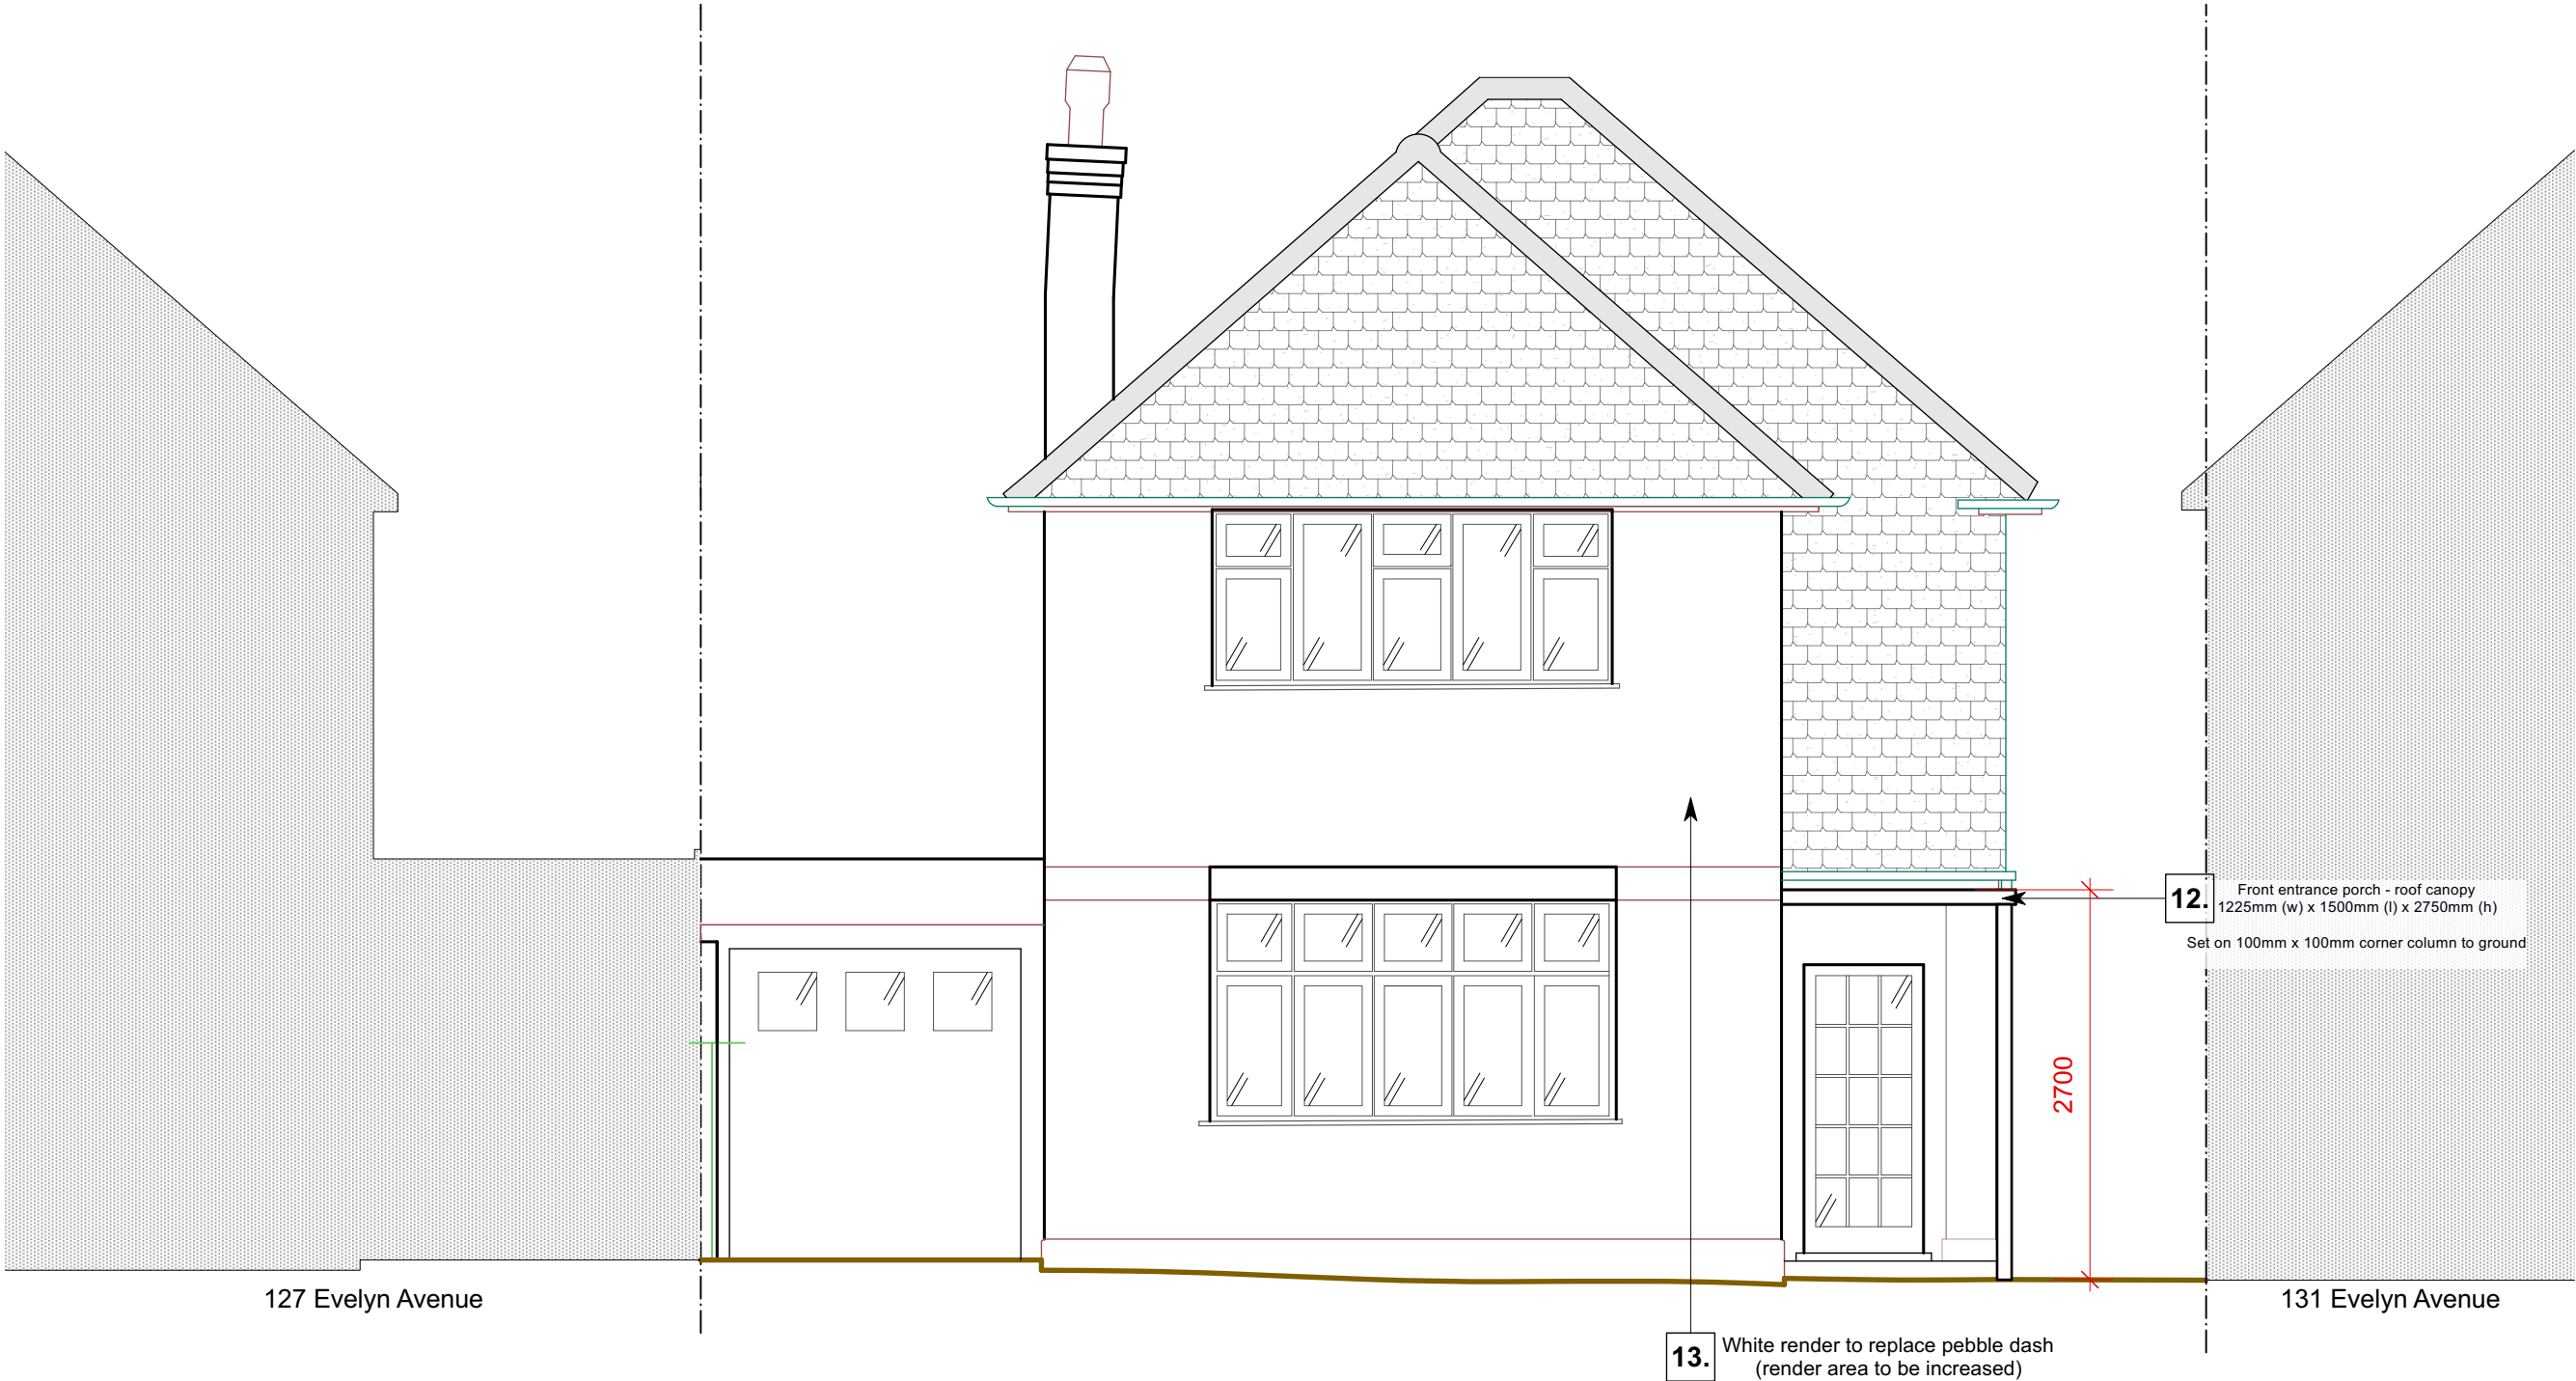 12.
Front entrance porch - roof canopy
1225mm (w) x 1500mm (l) x 2750mm (h)
Set on 100mm x 100mm corner column to ground
2700
127 Evelyn Avenue
131 Evelyn Avenue
13.
White render to replace pebble dash
(render area to be increased)